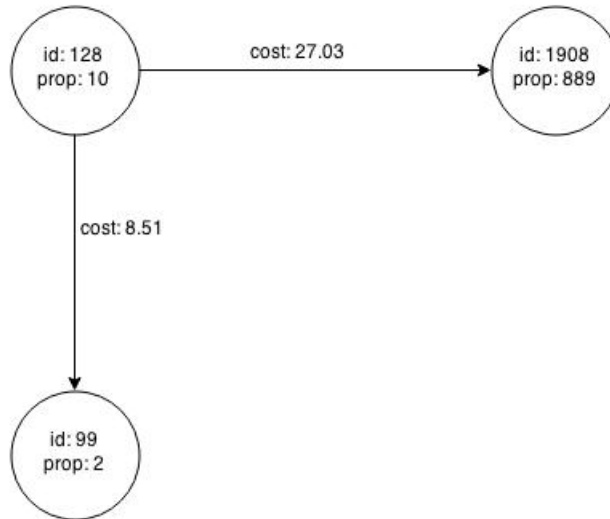 id: 128
prop: 10
cost: 27.03
id: 1908
prop: 889
cost: 8.51
id: 99
prop: 2